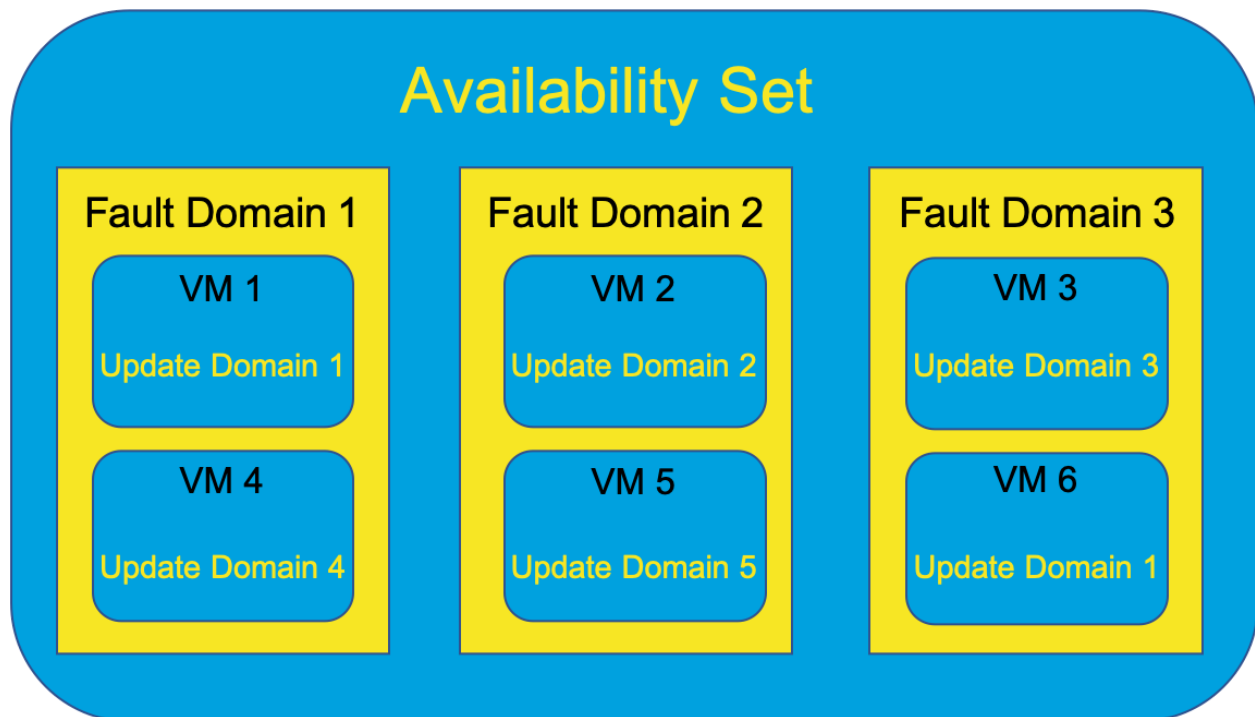 Availability Set
Fault Domain 1
VM 1
Update Domain 1
VM 4
Update Domain 4
Fault Domain 2
VM 2
Update Domain 2
VM 5
Update Domain 5
Fault Domain 3
VM 3
Update Domain 3
VM 6
Update Domain 1